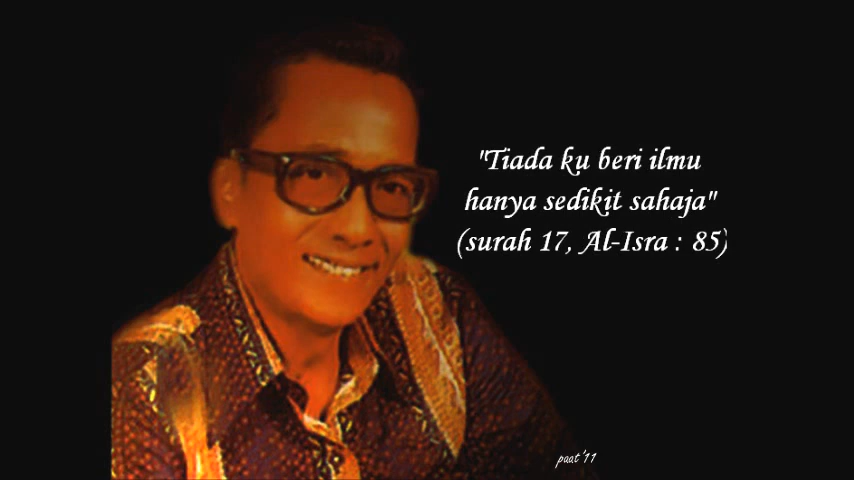 "Tiada ku beri ilmu
hanya sedikit sahaja"
(surah 17, Al-Isra : 85)
paat'11